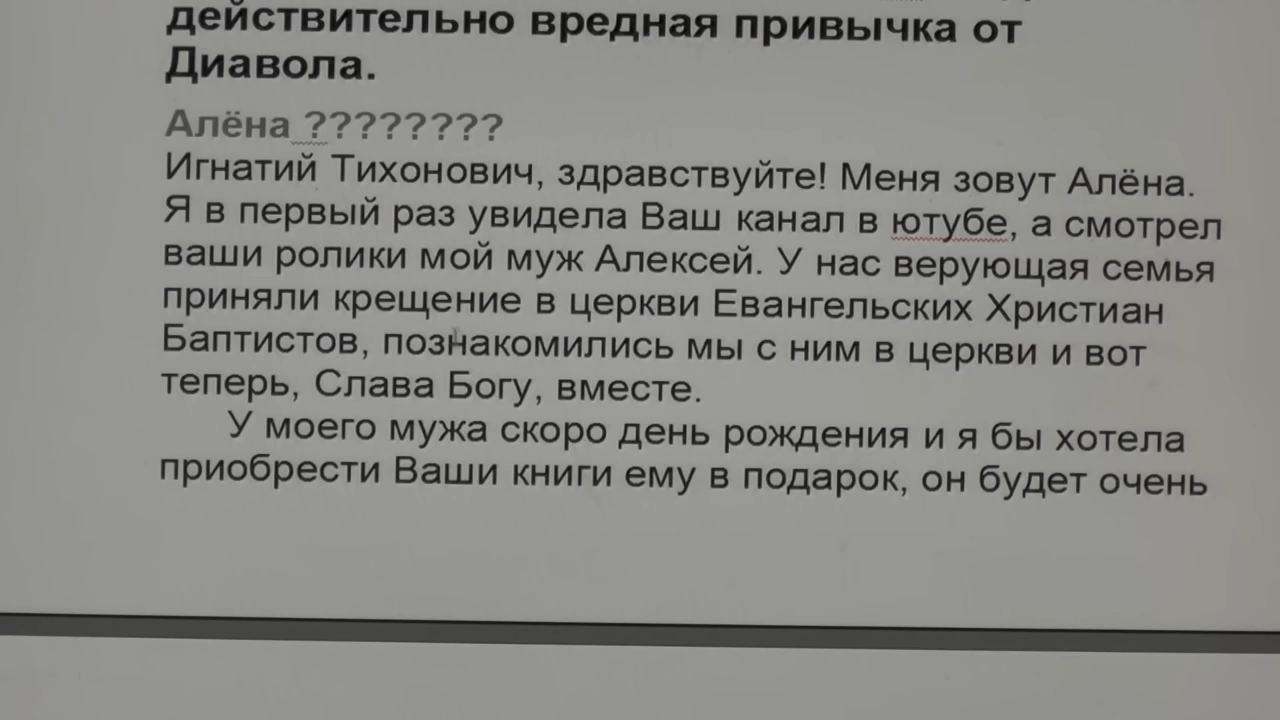 действительно вредная привычка от
Диавола.
Алёна ????????
Игнатий Тихонович, здравствуйте! Меня зовут Алёна.
Я в первый раз увидела Ваш канал в ютубе, а смотрел
ваши ролики мой муж Алексей. У нас верующая семья
приняли крещение в церкви Евангельских Христиан
Баптистов, познакомились мы с ним в церкви и вот
теперь, Слава Богу, вместе.
У моего мужа скоро день рождения и я бы хотела
приобрести Ваши книги ему в подарок, он будет очень